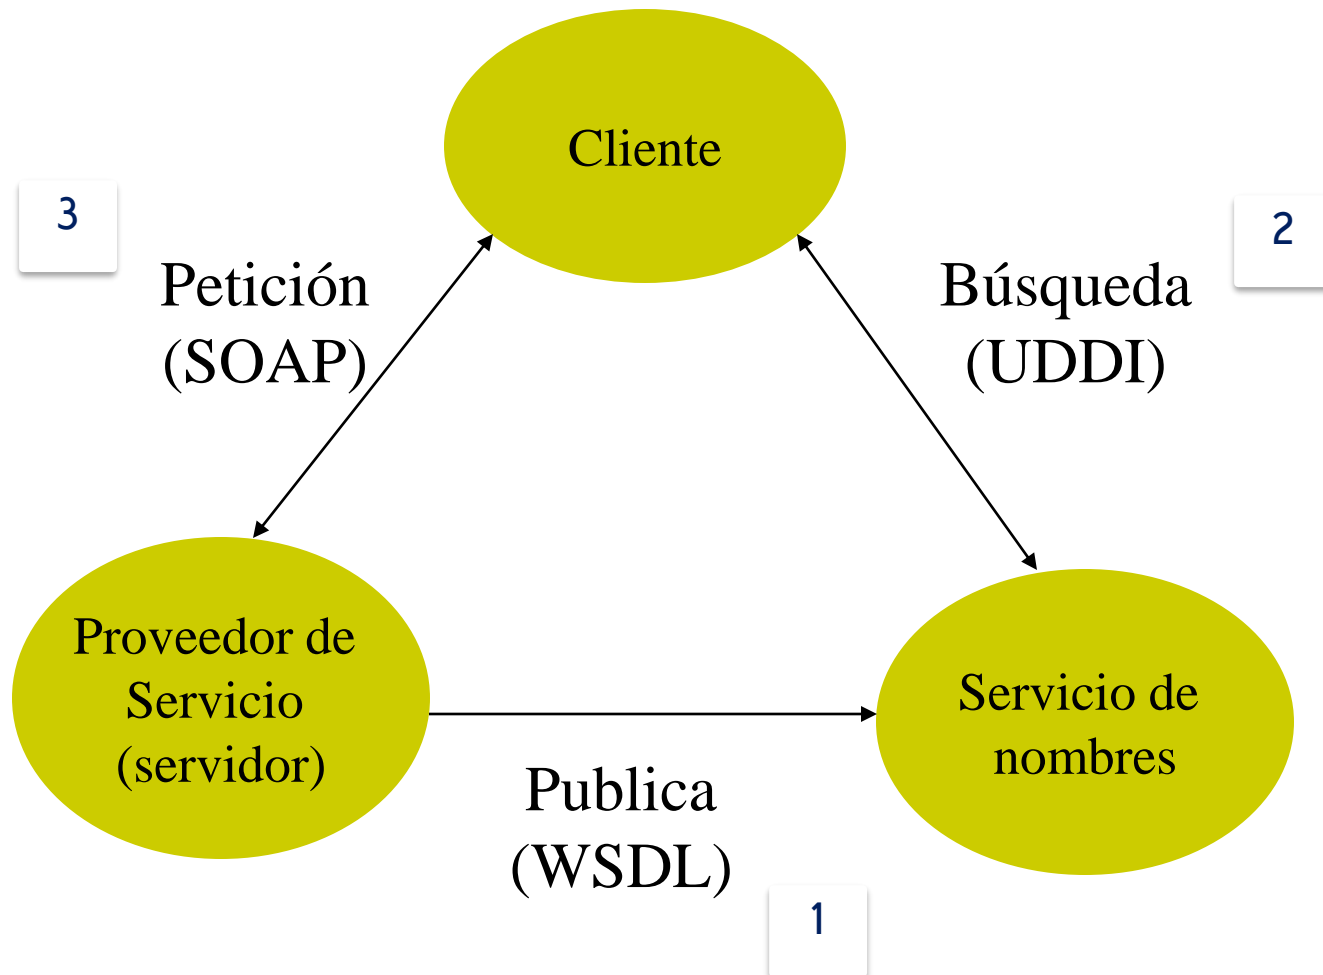 Cliente
3
2
Petición
(SOAP)
Búsqueda
(UDDI)
Proveedor de
Servicio
(servidor)
Servicio de
nombres
Publica
(WSDL)
1